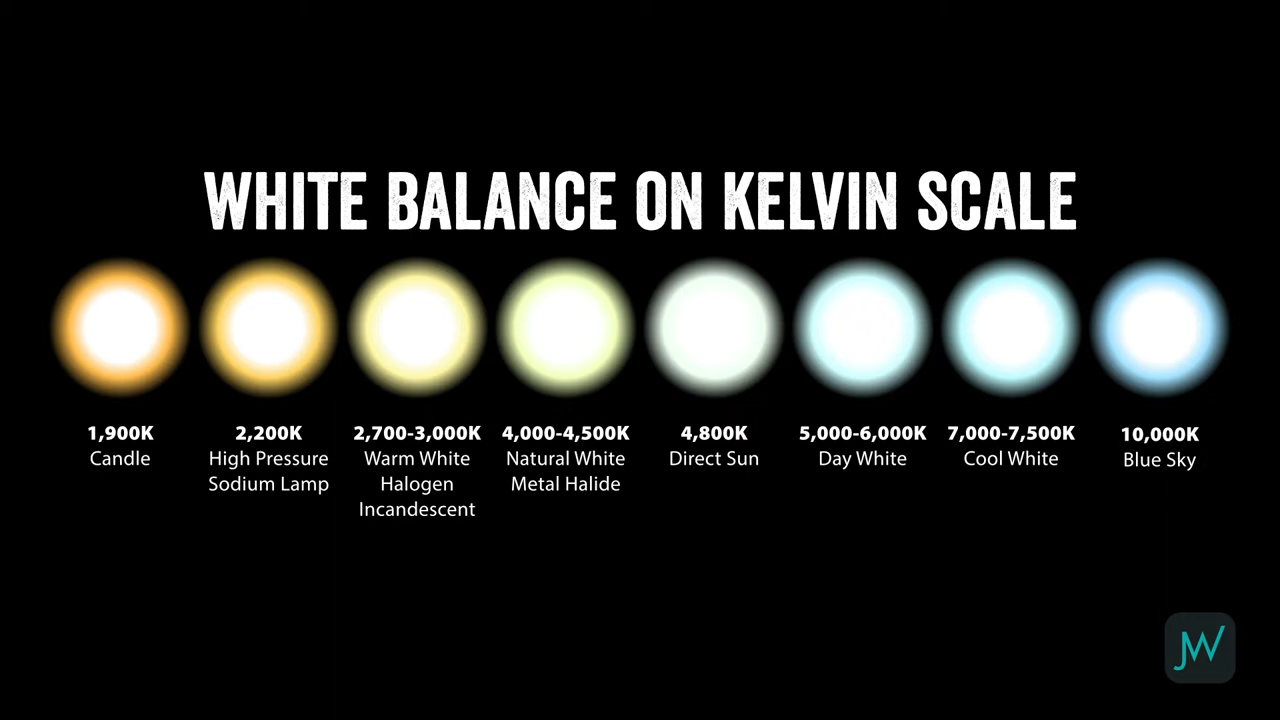 WHITE BALANCE ON KELVIN SCALE
1,900K
Candle
2,200K
High Pressure
Sodium Lamp
2,700-3,000K
Warm White
Halogen
Incandescent
4,000-4,500K
Natural White
Metal Halide
4,800K
Direct Sun
5,000-6,000K
Day White
7,000-7,500K
Cool White
10,000K
Blue Sky
JW